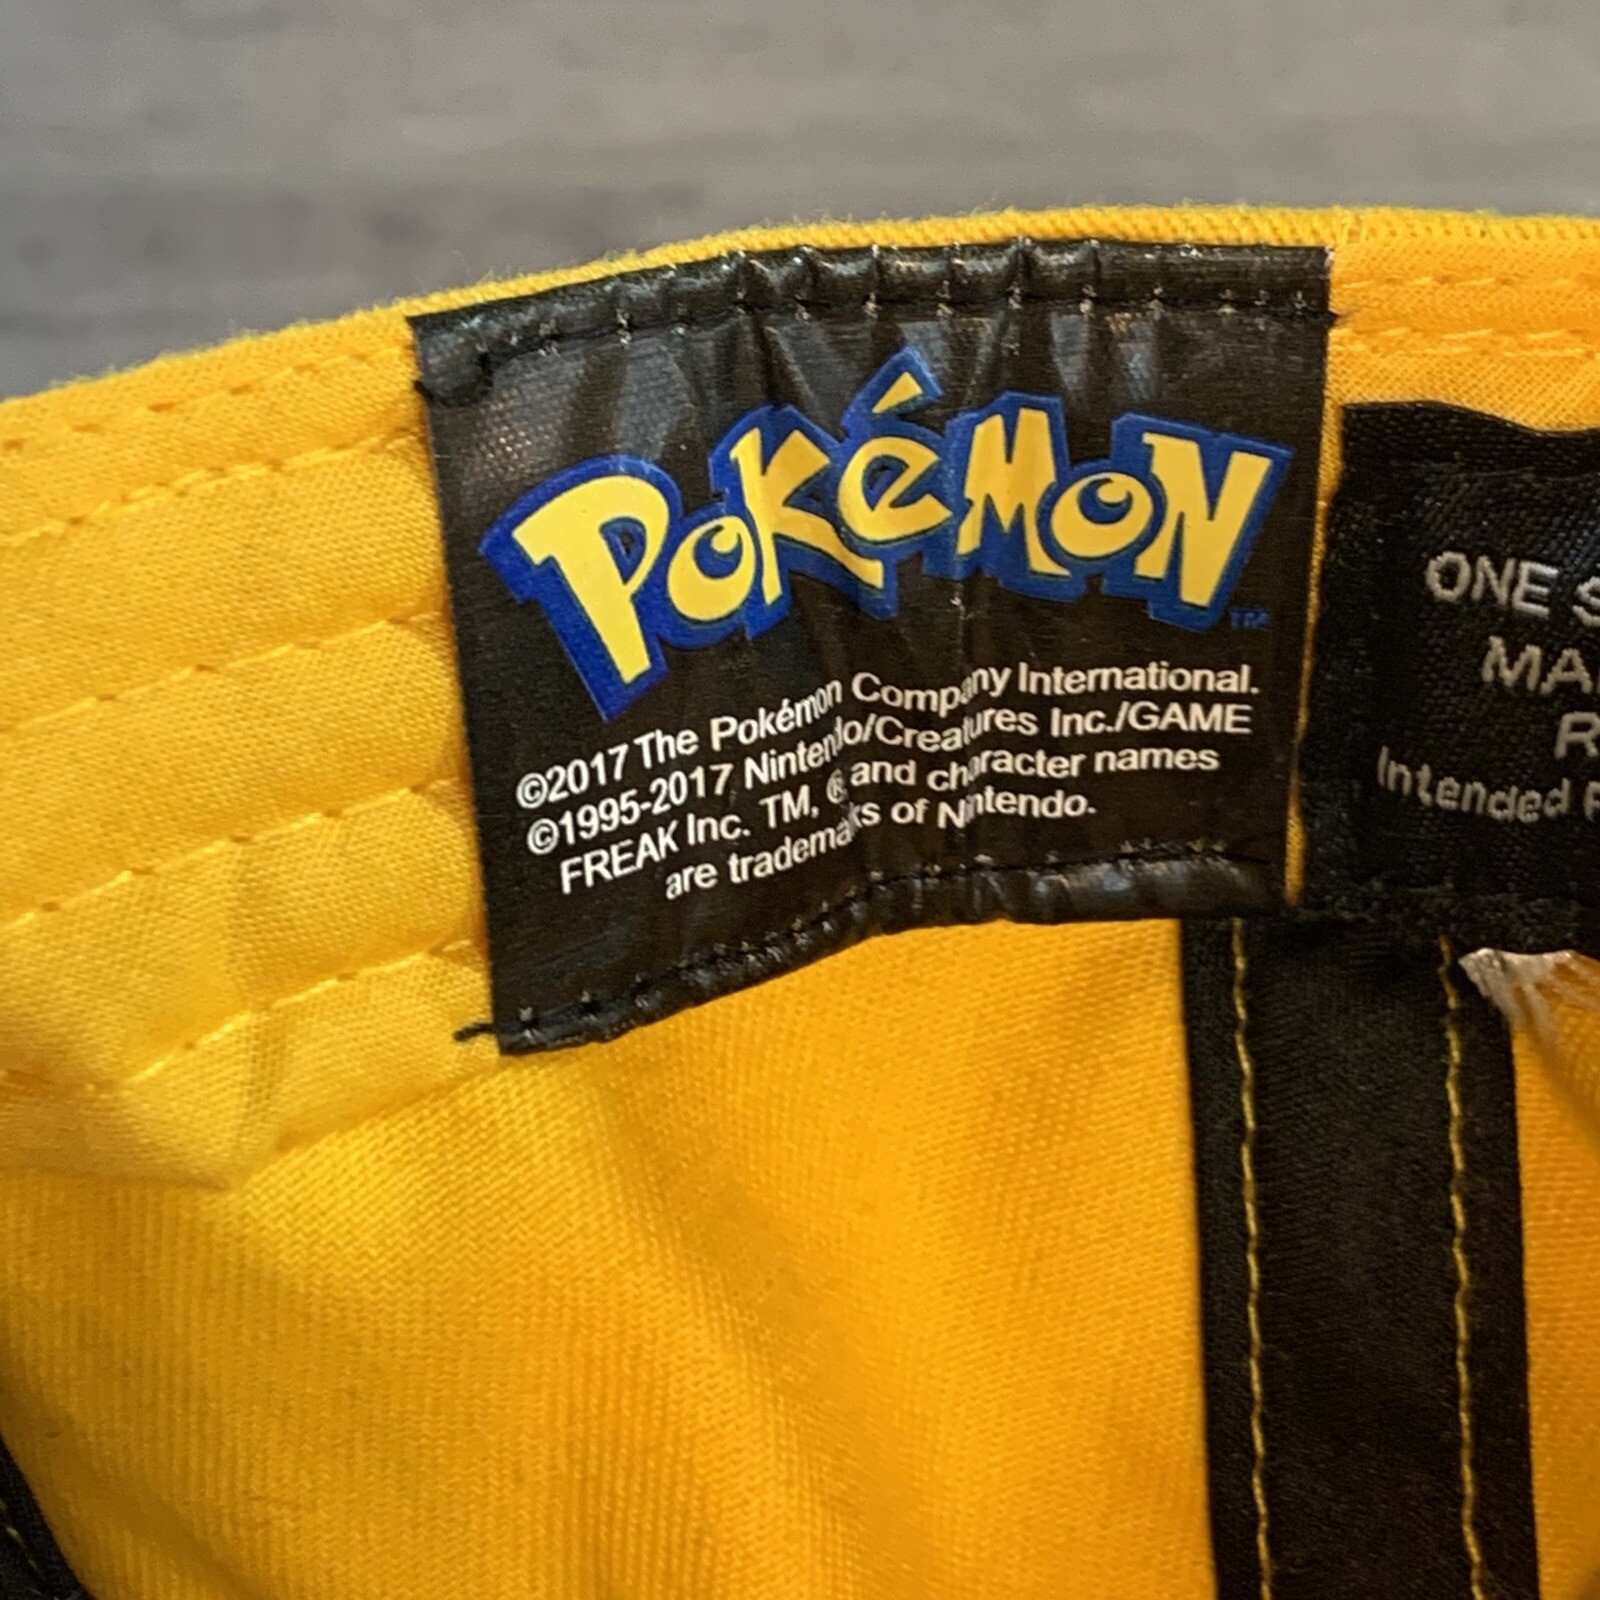 POKéMON
TM
©2017 The Pokémon Company International.
©1995-2017 Nintendo/Creatures Inc./GAME
FREAK Inc. TM, ® and character names
are trademarks of Nintendo.
ONE
Intended